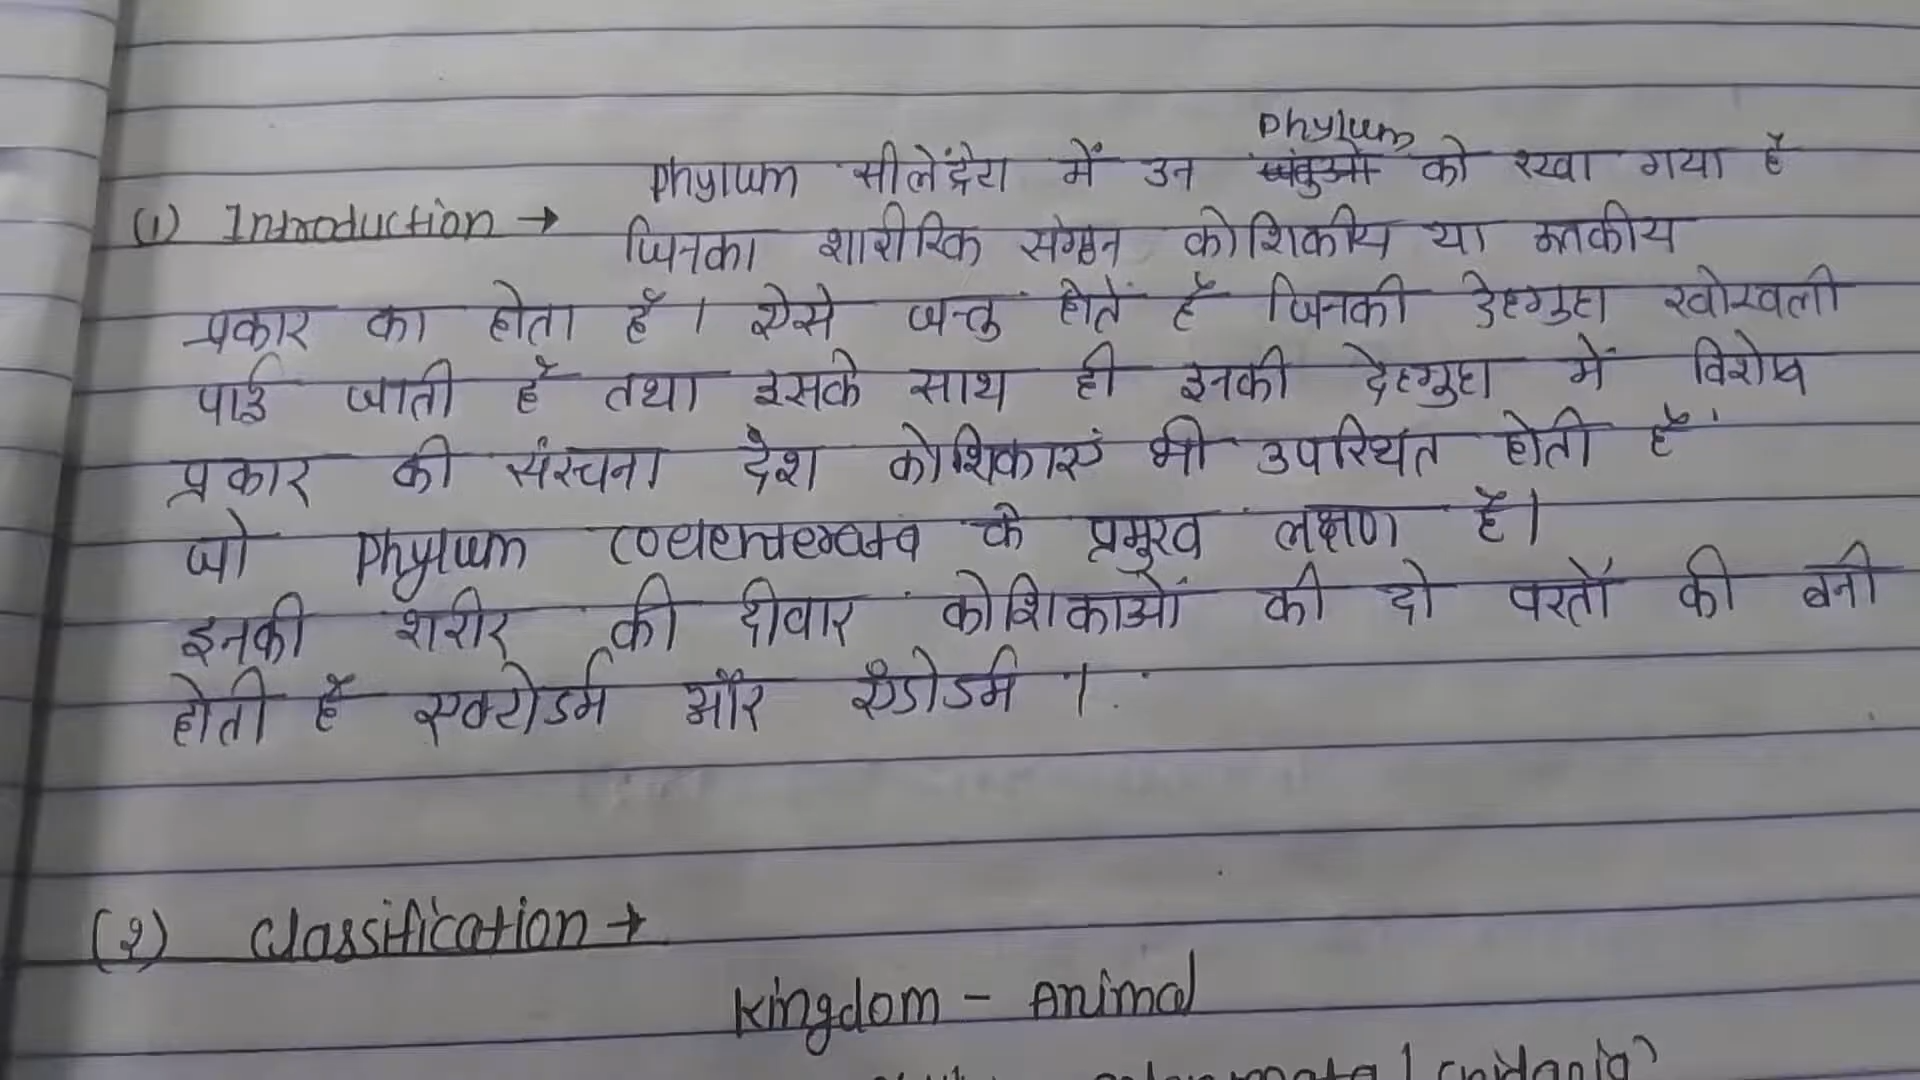 phylum
phylum सीलेंद्रेटा में उन जंतुओ को रखा गया है
(1) Introduction → जिनका शारीरिक संगठन कोशिकीय या ऊतकीय
प्रकार का होता है । ऐसे जन्तु होते है जिनकी देहगुहा खोखली
पाई जाती है तथा इसके साथ ही इनकी देहगुहा में विशेष
प्रकार की संरचना दंश कोशिकाएं भी उपस्थित होती है
जो phylum coelenterata के प्रमुख लक्षण है।
इनकी शरीर की दीवार कोशिकाओं की दो परतों की बनी
होती है एक्टोडर्म और एंडोडर्म ।
(2) Classification →
Kingdom - Animal
cnidaria)